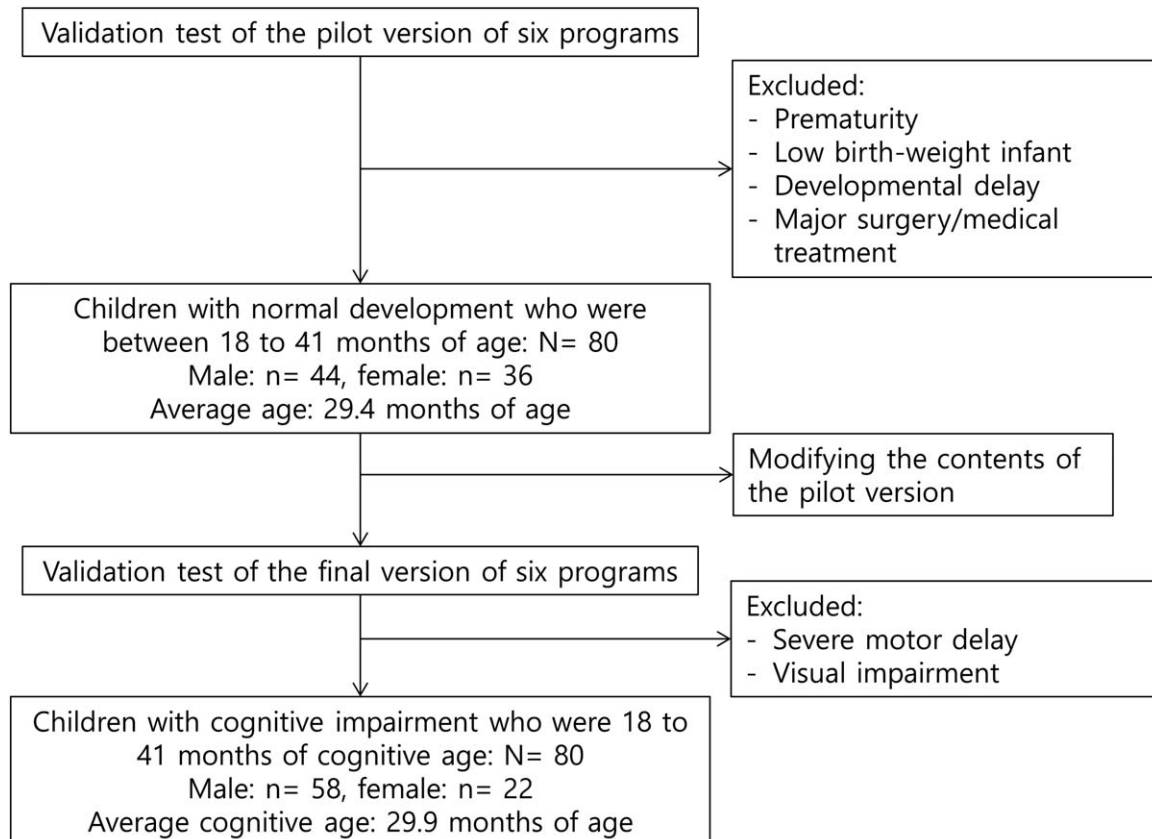 Validation test of the pilot version of six programs
Excluded:
- Prematurity
- Low birth-weight infant
- Developmental delay
- Major surgery/medical
treatment
Children with normal development who were
between 18 to 41 months of age: N= 80
Male: n= 44, female: n= 36
Average age: 29.4 months of age
Modifying the contents of
the pilot version
Validation test of the final version of six programs
Excluded:
- Severe motor delay
- Visual impairment
Children with cognitive impairment who were 18 to
41 months of cognitive age: N= 80
Male: n= 58, female: n= 22
Average cognitive age: 29.9 months of age